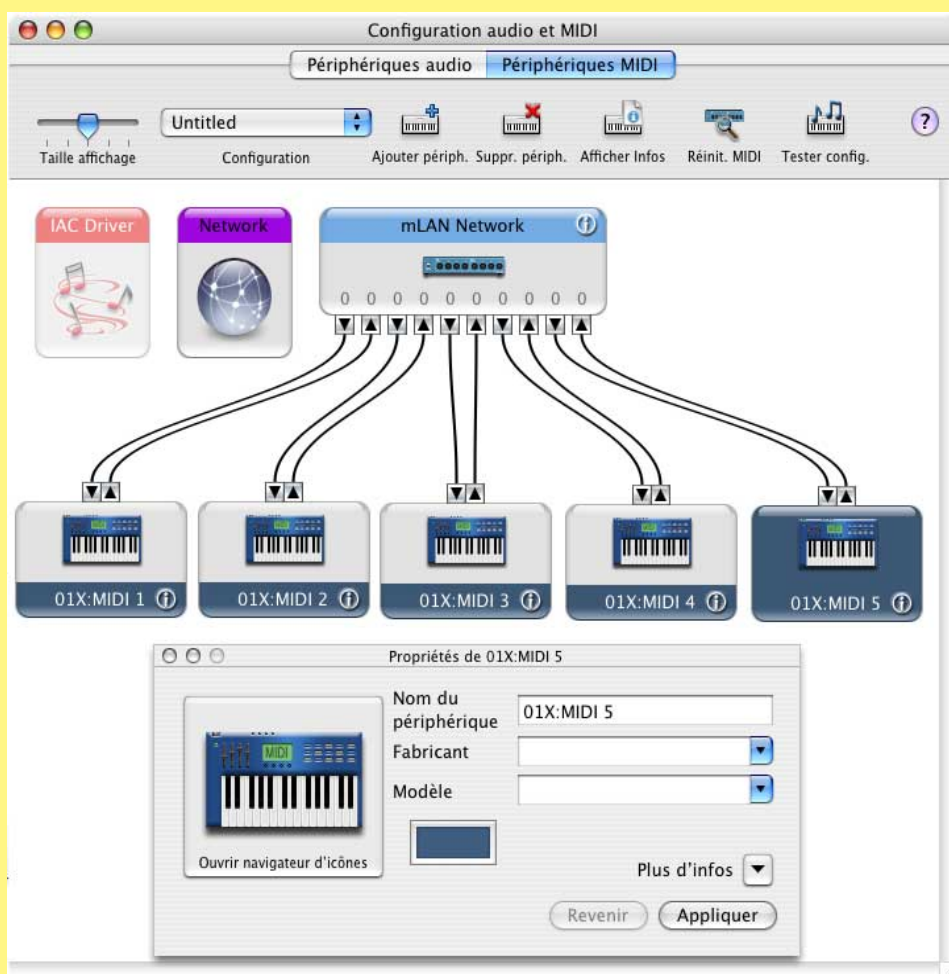 Configuration audio et MIDI
Périphériques audio Périphériques MIDI
Untitled
?
Taille affichage Configuration Ajouter périph. Suppr. périph. Afficher Infos Réinit. MIDI Tester config.
IAC Driver Network mLAN Network i
0 0 0 0 0 0 0 0 0 0
01X:MIDI 1 i 01X:MIDI 2 i 01X:MIDI 3 i 01X:MIDI 4 i 01X:MIDI 5 i
Propriétés de 01X:MIDI 5
Nom du
périphérique 01X:MIDI 5
MIDI
Fabricant
Modèle
Ouvrir navigateur d'icônes
Plus d'infos
Revenir Appliquer